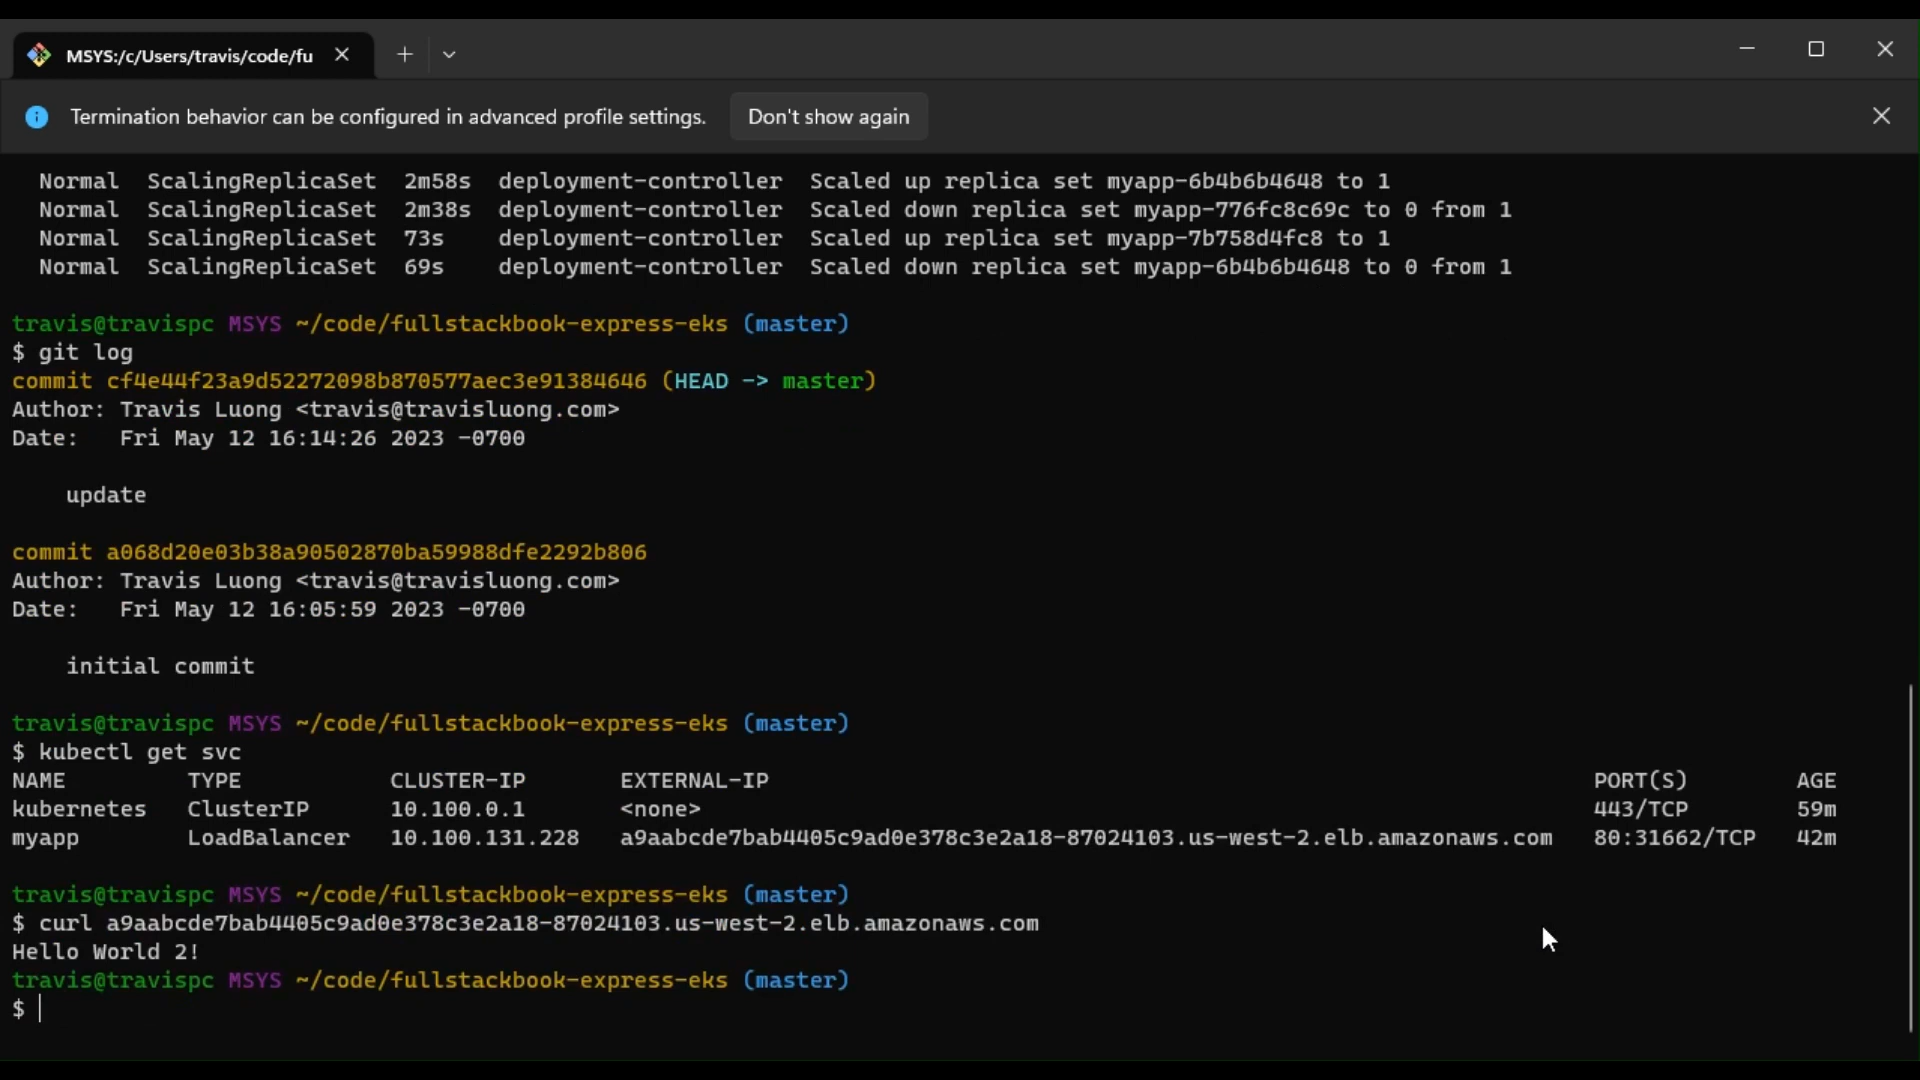 MSYS:/c/Users/travis/code/fu
Termination behavior can be configured in advanced profile settings. Don't show again
Normal ScalingReplicaSet 2m58s deployment-controller Scaled up replica set myapp-6b4b6b4648 to 1
Normal ScalingReplicaSet 2m38s deployment-controller Scaled down replica set myapp-776fc8c69c to 0 from 1
Normal ScalingReplicaSet 73s deployment-controller Scaled up replica set myapp-7b758d4fc8 to 1
Normal ScalingReplicaSet 69s deployment-controller Scaled down replica set myapp-6b4b6b4648 to 0 from 1
travis@travispc MSYS ~/code/fullstackbook-express-eks (master)
$ git log
commit cf4e44f23a9d52272098b870577aec3e91384646 (HEAD -> master)
Author: Travis Luong <travis@travisluong.com>
Date: Fri May 12 16:14:26 2023 -0700
update
commit a068d20e03b38a90502870ba59988dfe2292b806
Author: Travis Luong <travis@travisluong.com>
Date: Fri May 12 16:05:59 2023 -0700
initial commit
travis@travispc MSYS ~/code/fullstackbook-express-eks (master)
$ kubectl get svc
NAME TYPE CLUSTER-IP EXTERNAL-IP PORT(S) AGE
kubernetes ClusterIP 10.100.0.1 <none> 443/TCP 59m
myapp LoadBalancer 10.100.131.228 a9aabcde7bab4405c9ad0e378c3e2a18-87024103.us-west-2.elb.amazonaws.com 80:31662/TCP 42m
travis@travispc MSYS ~/code/fullstackbook-express-eks (master)
$ curl a9aabcde7bab4405c9ad0e378c3e2a18-87024103.us-west-2.elb.amazonaws.com
Hello World 2!
travis@travispc MSYS ~/code/fullstackbook-express-eks (master)
$